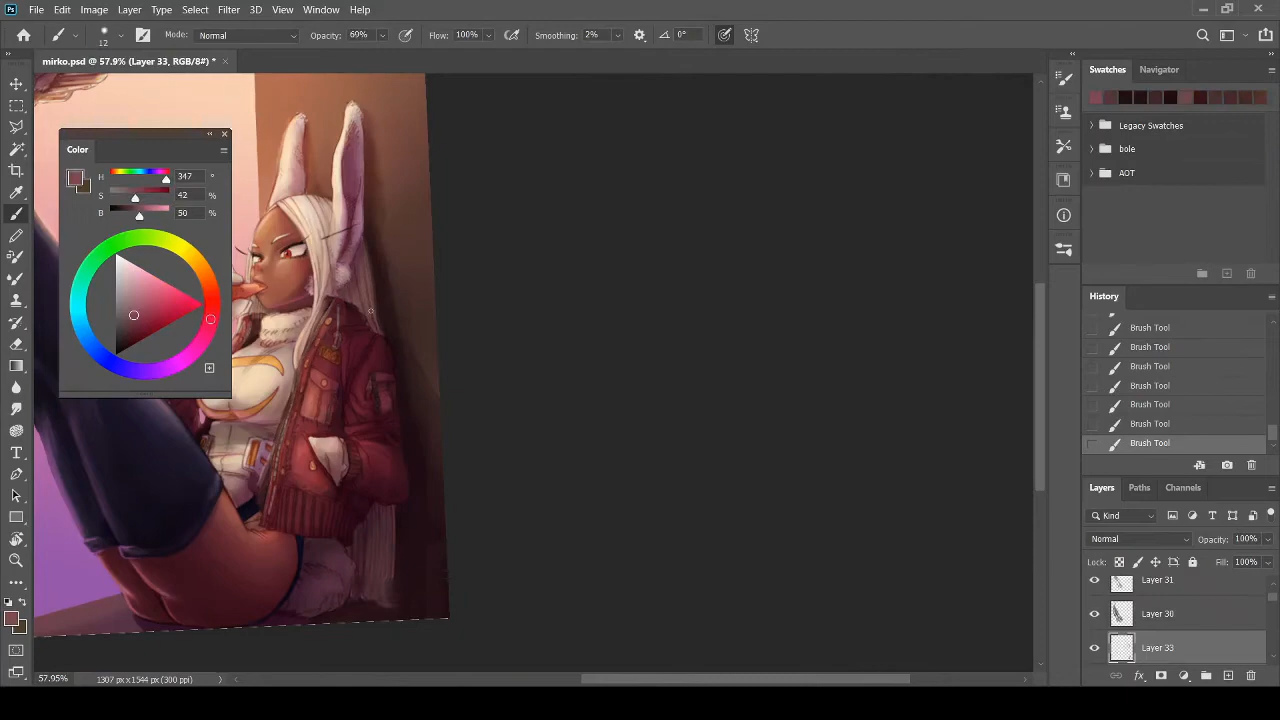 Ps File Edit Image Layer Type Select Filter 3D View Window Help
12 Mode: Normal Opacity: 69% Flow: 100% Smoothing: 2% 0°
mirko.psd @ 57.9% (Layer 33, RGB/8#) *
Swatches Navigator
Color
Legacy Swatches
bole
AOT
H 347 °
S 42 %
B 50 %
History
Brush Tool
Brush Tool
Brush Tool
Brush Tool
Brush Tool
Brush Tool
Brush Tool
Layers Paths Channels
Kind
Normal Opacity: 100%
Lock: Fill: 100%
Layer 31
Layer 30
Layer 33
57.95% 1307 px x 1544 px (300 ppi)
fx